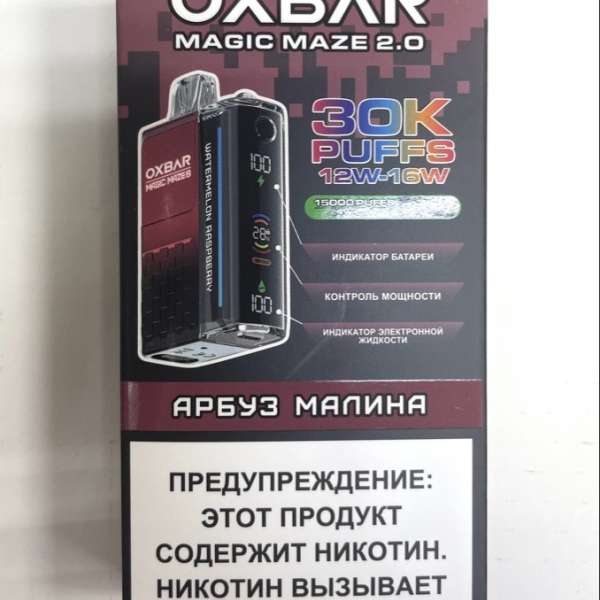 OXBAR
MAGIC MAZE 2.0
30K
PUFFS
12W-16W
15000 PUFFS
OXBAR
MAGIC MAZE
WATERMELON RASPBERRY
100
28
100
ИНДИКАТОР БАТАРЕИ
КОНТРОЛЬ МОЩНОСТИ
ИНДИКАТОР ЭЛЕКТРОННОЙ
ЖИДКОСТИ
АРБУЗ МАЛИНА
ПРЕДУПРЕЖДЕНИЕ:
ЭТОТ ПРОДУКТ
СОДЕРЖИТ НИКОТИН.
НИКОТИН ВЫЗЫВАЕТ